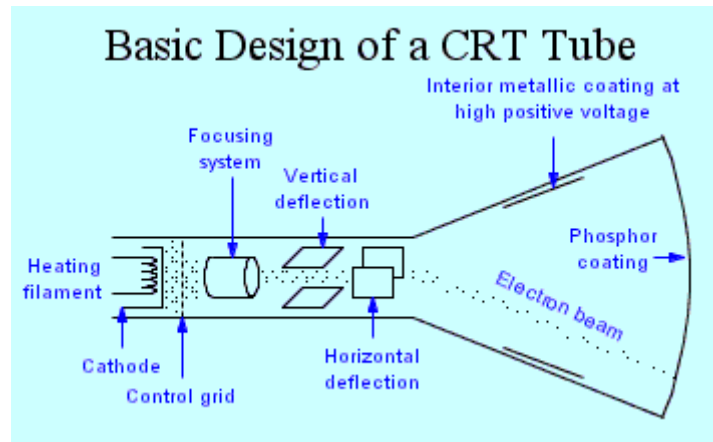 Basic Design of a CRT Tube
Interior metallic coating at
high positive voltage
Focusing
system
Vertical
deflection
Phosphor
coating
Heating
filament
Electron beam
Cathode
Control grid
Horizontal
deflection